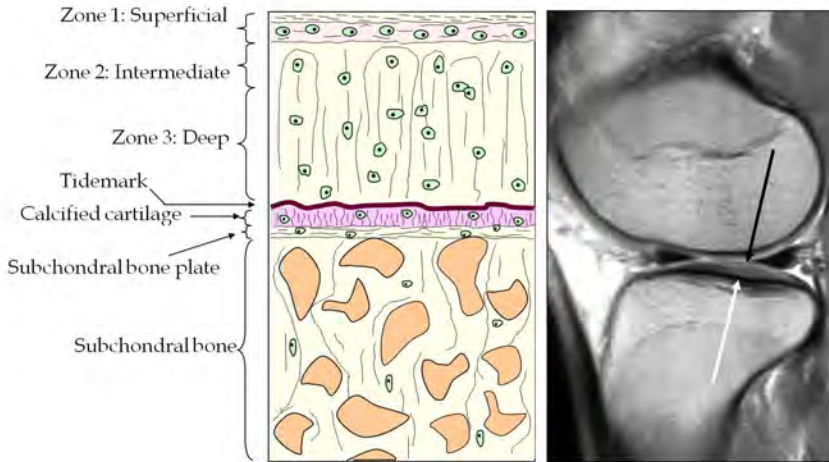 Zone 1: Superficial
Zone 2: Intermediate
Zone 3: Deep
Tidemark
Calcified cartilage
Subchondral bone plate
Subchondral bone